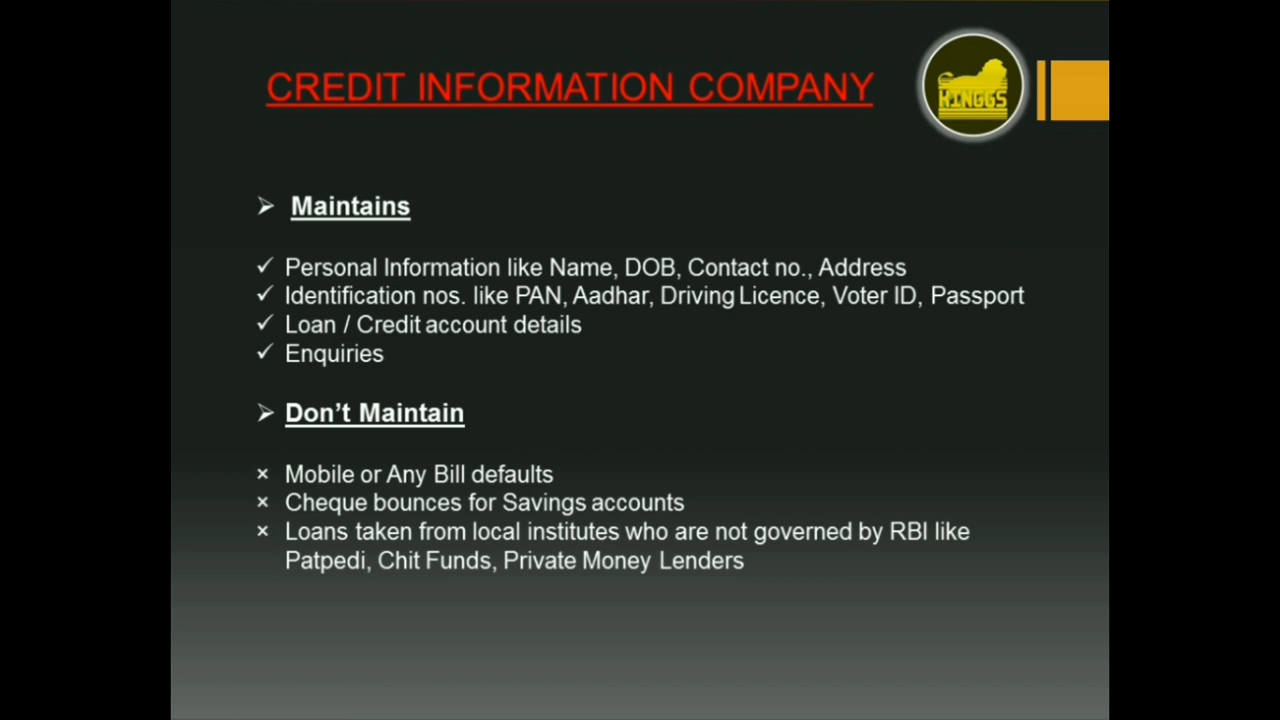 CREDIT INFORMATION COMPANY
KINGGS
➢ Maintains
✓ Personal Information like Name, DOB, Contact no., Address
✓ Identification nos. like PAN, Aadhar, Driving Licence, Voter ID, Passport
✓ Loan / Credit account details
✓ Enquiries
➢ Don't Maintain
× Mobile or Any Bill defaults
× Cheque bounces for Savings accounts
× Loans taken from local institutes who are not governed by RBI like
Patpedi, Chit Funds, Private Money Lenders